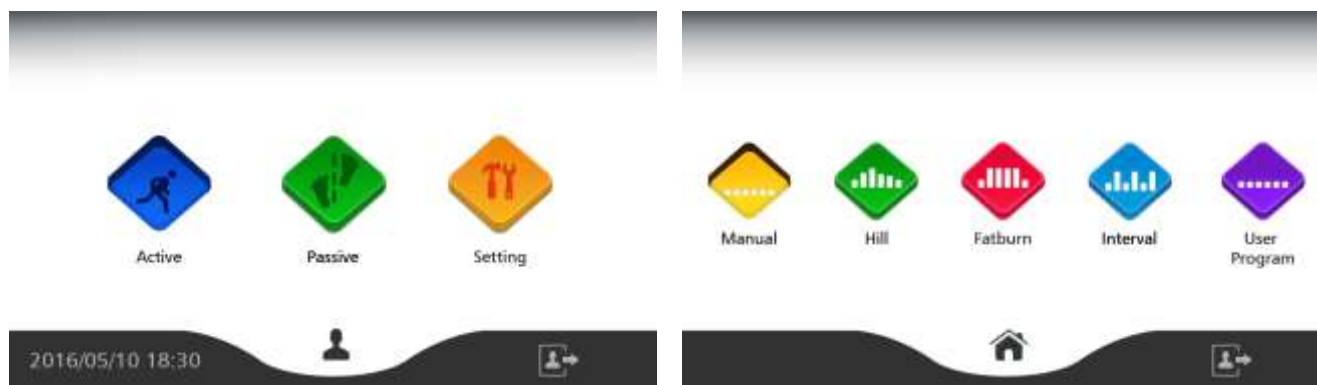 Active
Passive
Setting
2016/05/10 18:30
Manual
Hill
Fatburn
Interval
User
Program